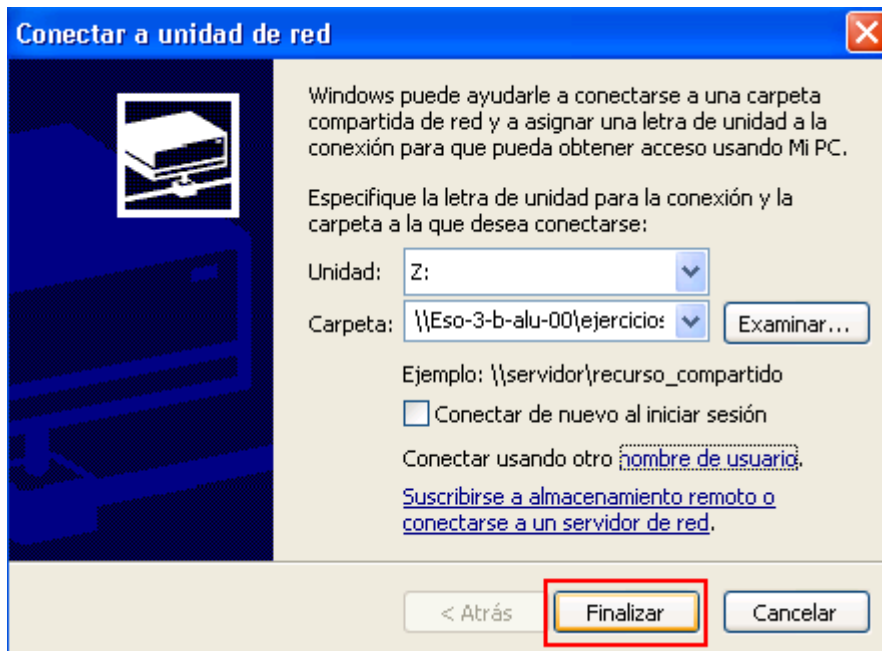 Conectar a unidad de red
Windows puede ayudarle a conectarse a una carpeta
compartida de red y a asignar una letra de unidad a la
conexión para que pueda obtener acceso usando Mi PC.
Especifique la letra de unidad para la conexión y la
carpeta a la que desea conectarse:
Unidad: Z:
Carpeta: \\Eso-3-b-alu-00\ejercicios Examinar...
Ejemplo: \\servidor\recurso_compartido
Conectar de nuevo al iniciar sesión
Conectar usando otro nombre de usuario.
Suscribirse a almacenamiento remoto o
conectarse a un servidor de red.
< Atrás Finalizar Cancelar